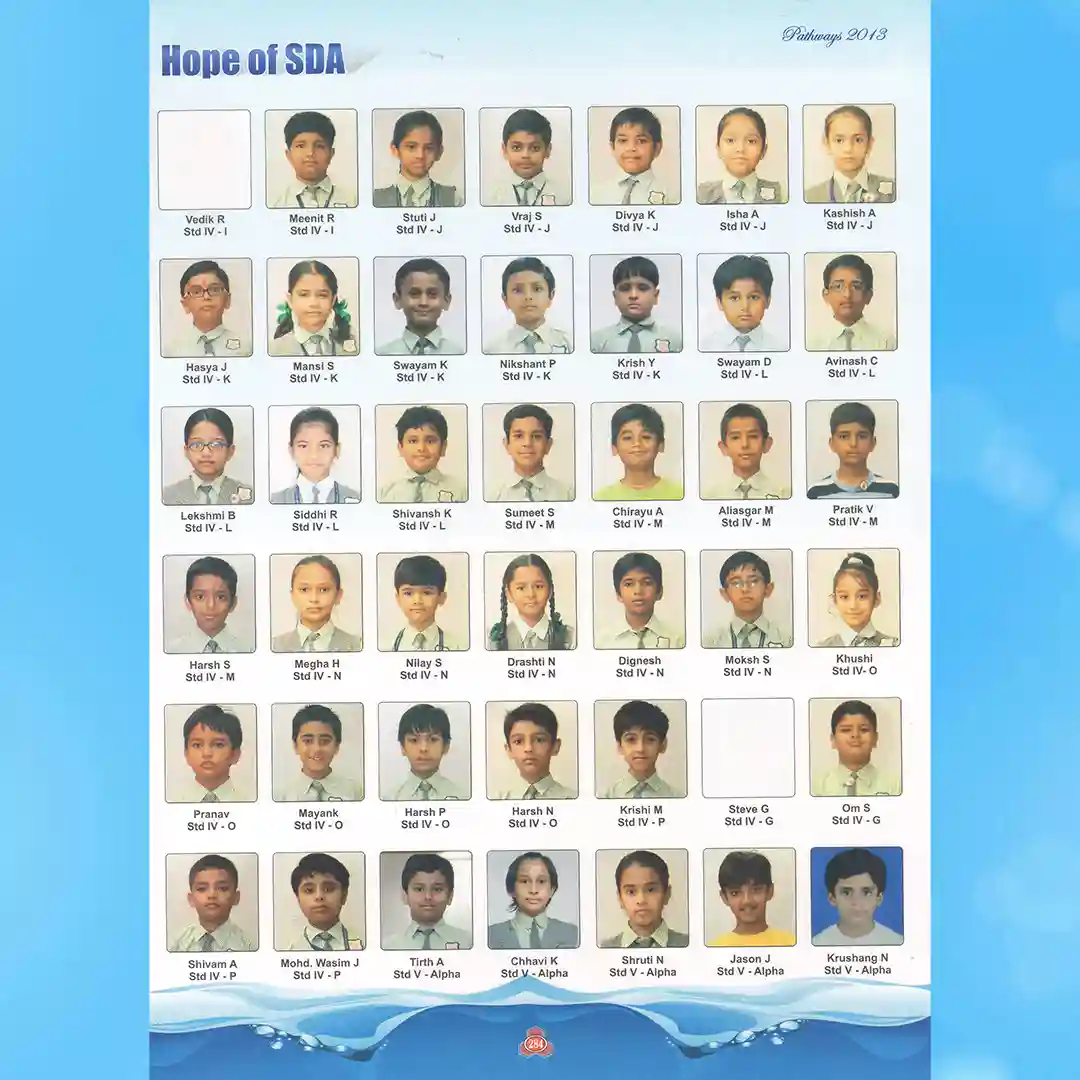 Pathways 2013
Hope of SDA
Vedik R
Std IV - I
Meenit R
Std IV - I
Stuti J
Std IV - J
Vraj S
Std IV - J
Divya K
Std IV - J
Isha A
Std IV - J
Kashish A
Std IV - J
Hasya J
Std IV - K
Mansi S
Std IV - K
Swayam K
Std IV - K
Nikshant P
Std IV - K
Krish Y
Std IV - K
Swayam D
Std IV - L
Avinash C
Std IV - L
Lekshmi B
Std IV - L
Siddhi R
Std IV - L
Shivansh K
Std IV - L
Sumeet S
Std IV - M
Chirayu A
Std IV - M
Aliasgar M
Std IV - M
Pratik V
Std IV - M
Harsh S
Std IV - M
Megha H
Std IV - N
Nilay S
Std IV - N
Drashti N
Std IV - N
Dignesh
Std IV - N
Moksh S
Std IV - N
Khushi
Std IV- O
Pranav
Std IV - O
Mayank
Std IV - O
Harsh P
Std IV - O
Harsh N
Std IV - O
Krishi M
Std IV - P
Steve G
Std IV - G
Om S
Std IV - G
Shivam A
Std IV - P
Mohd. Wasim J
Std IV - P
Tirth A
Std V - Alpha
Chhavi K
Std V - Alpha
Shruti N
Std V - Alpha
Jason J
Std V - Alpha
Krushang N
Std V - Alpha
284